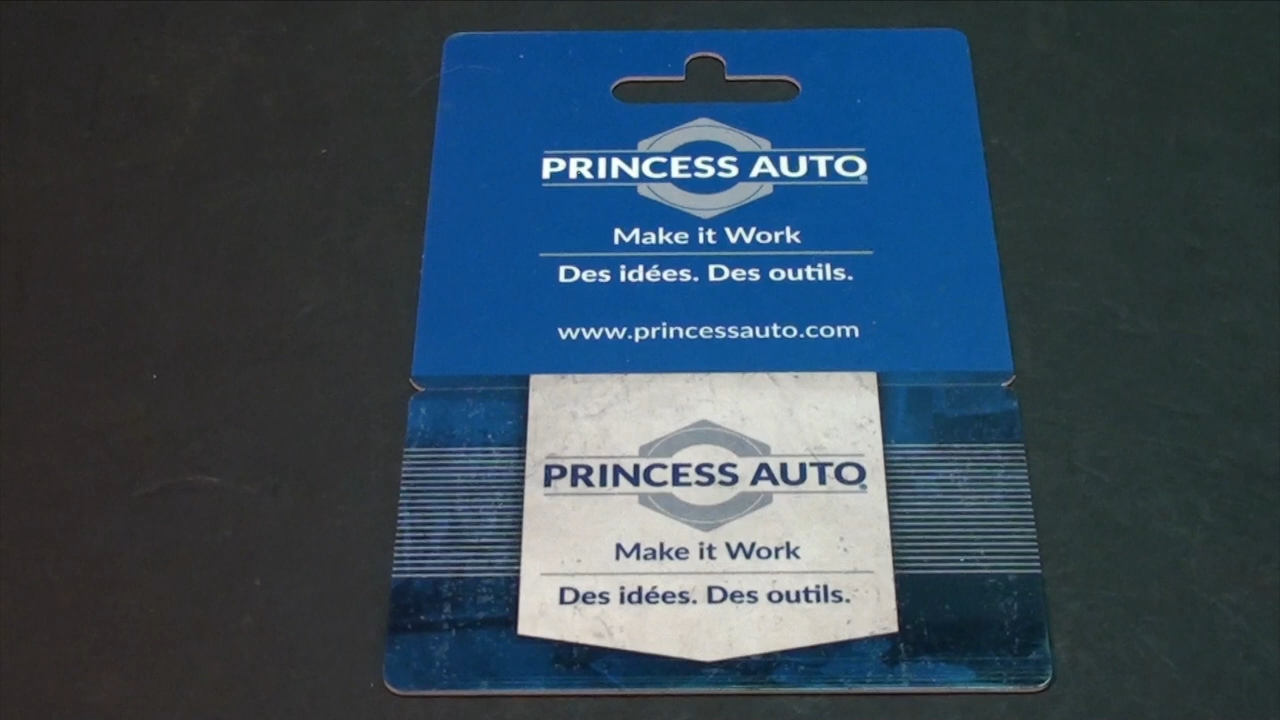 PRINCESS AUTO®
Make it Work
Des idées. Des outils.
www.princessauto.com
PRINCESS AUTO®
Make it Work
Des idées. Des outils.